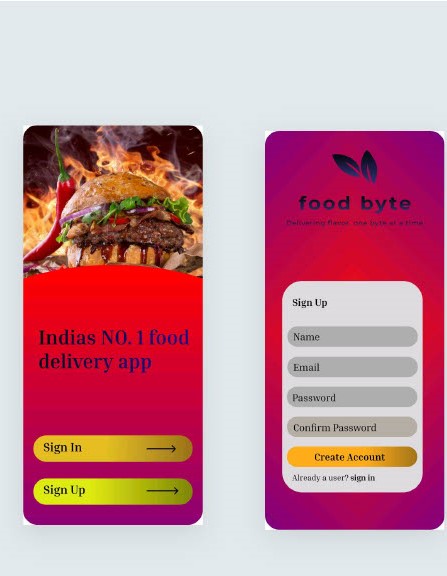 Indias NO. 1 food
delivery app
Sign In
Sign Up
food byte
Delivering flavor, one byte at a time
Sign Up
Name
Email
Password
Confirm Password
Create Account
Already a user? sign in